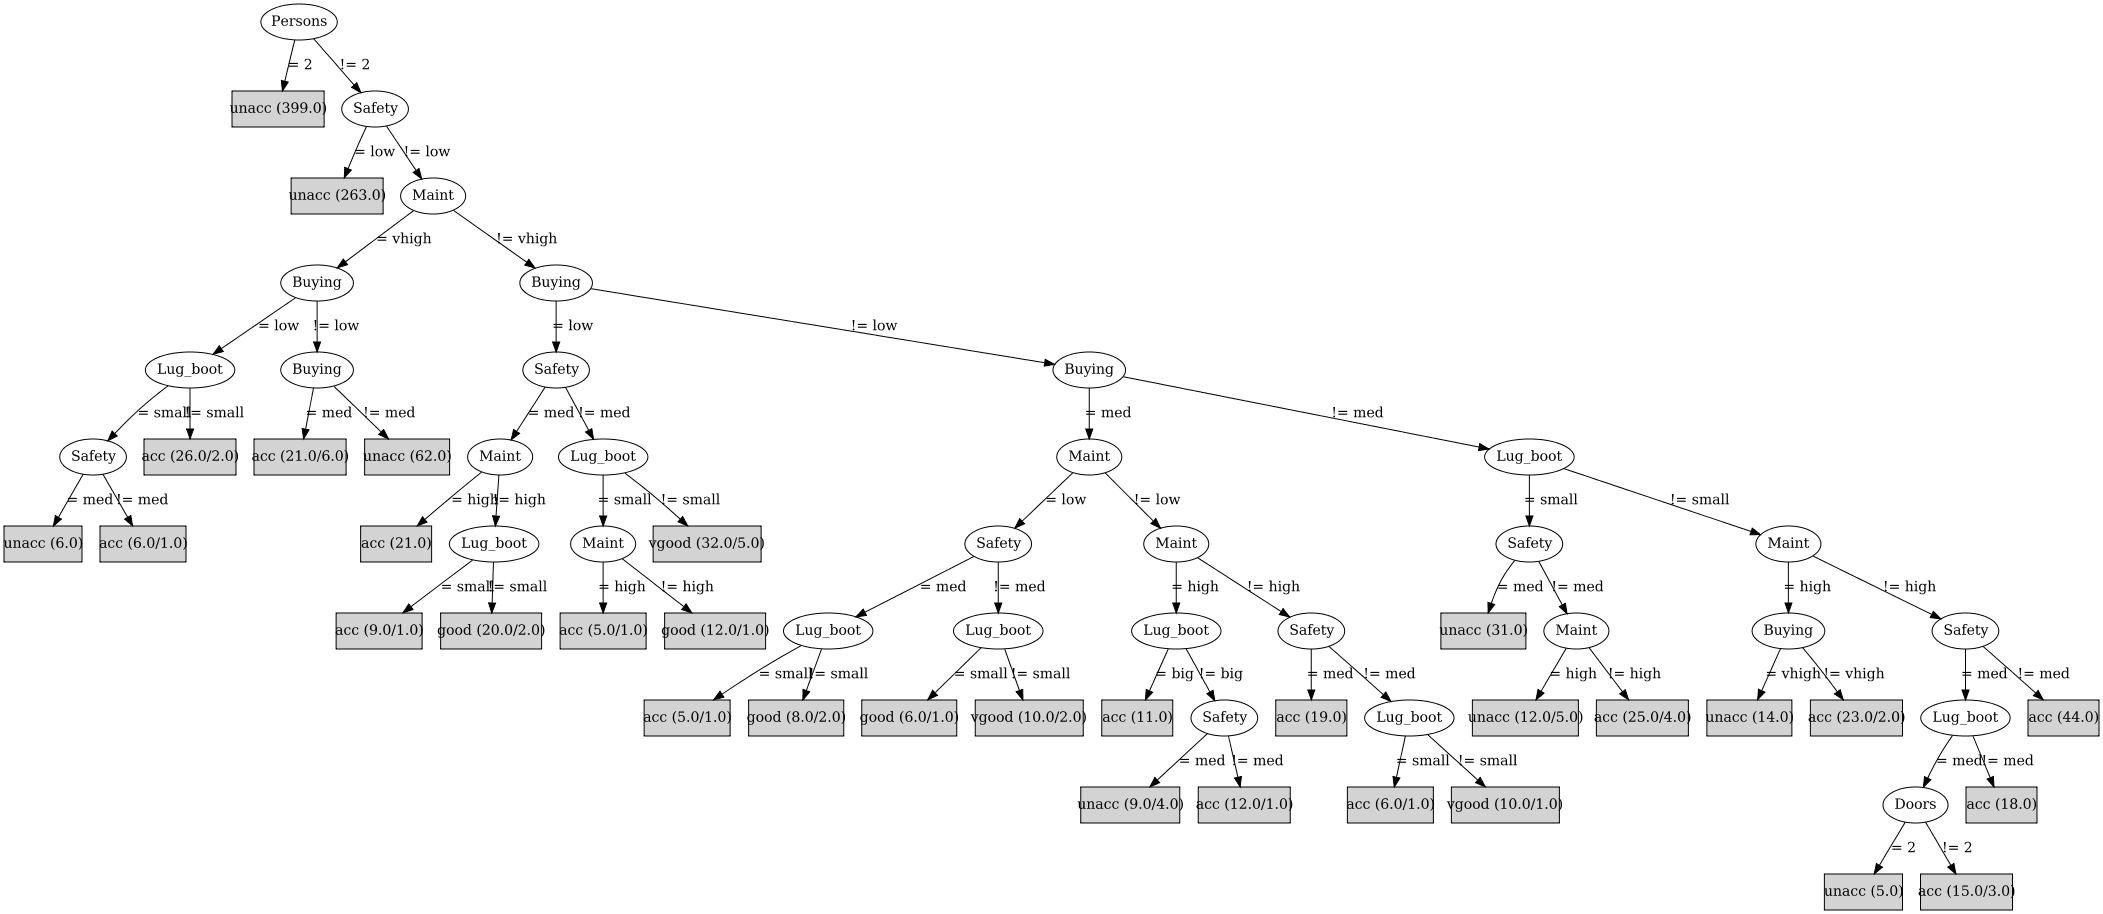 Persons
= 2 != 2
unacc (399.0) Safety
= low != low
unacc (263.0) Maint
= vhigh != vhigh
Buying Buying
= low != low = low != low
Lug_boot Buying Safety Buying
= small != small = med != med = med != med = med != med
Safety acc (26.0/2.0) acc (21.0/6.0) unacc (62.0) Maint Lug_boot Maint Lug_boot
= med != med = high != high = small != small = low != low = small != small
unacc (6.0) acc (6.0/1.0) acc (21.0) Lug_boot Maint vgood (32.0/5.0) Safety Maint Safety Maint
= small != small = high != high = med != med = high != high = med != med = high != high
acc (9.0/1.0) good (20.0/2.0) acc (5.0/1.0) good (12.0/1.0) Lug_boot Lug_boot Lug_boot Safety unacc (31.0) Maint Buying Safety
= small != small = small != small = big != big = med != med = high != high = vhigh != vhigh = med != med
acc (5.0/1.0) good (8.0/2.0) good (6.0/1.0) vgood (10.0/2.0) acc (11.0) Safety acc (19.0) Lug_boot unacc (12.0/5.0) acc (25.0/4.0) unacc (14.0) acc (23.0/2.0) Lug_boot acc (44.0)
= med != med = small != small = med != med
unacc (9.0/4.0) acc (12.0/1.0) acc (6.0/1.0) vgood (10.0/1.0) Doors acc (18.0)
= 2 != 2
unacc (5.0) acc (15.0/3.0)